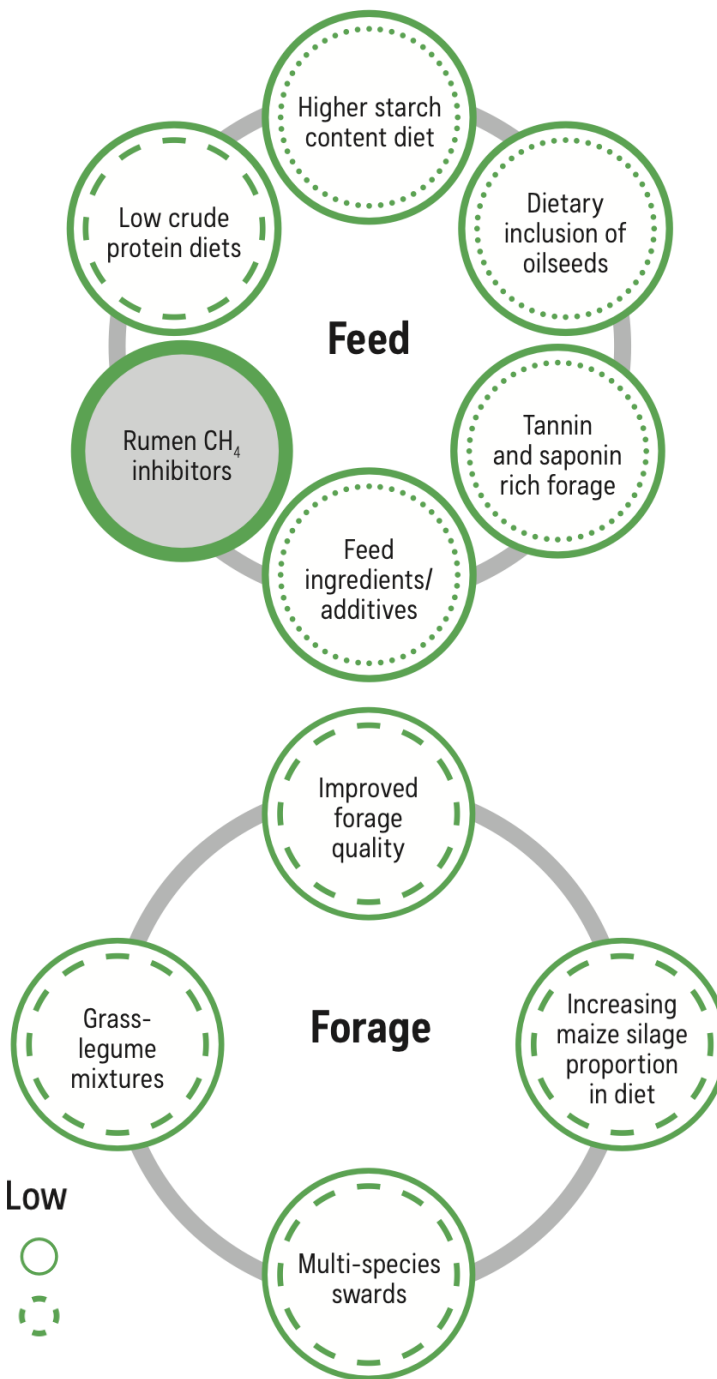 Higher starch
content diet
Low crude
protein diets
Dietary
inclusion of
oilseeds
Feed
Rumen CH₄
inhibitors
Tannin
and saponin
rich forage
Feed
ingredients/
additives
Improved
forage
quality
Grass-
legume
mixtures
Forage
Increasing
maize silage
proportion
in diet
Low
Multi-species
swards